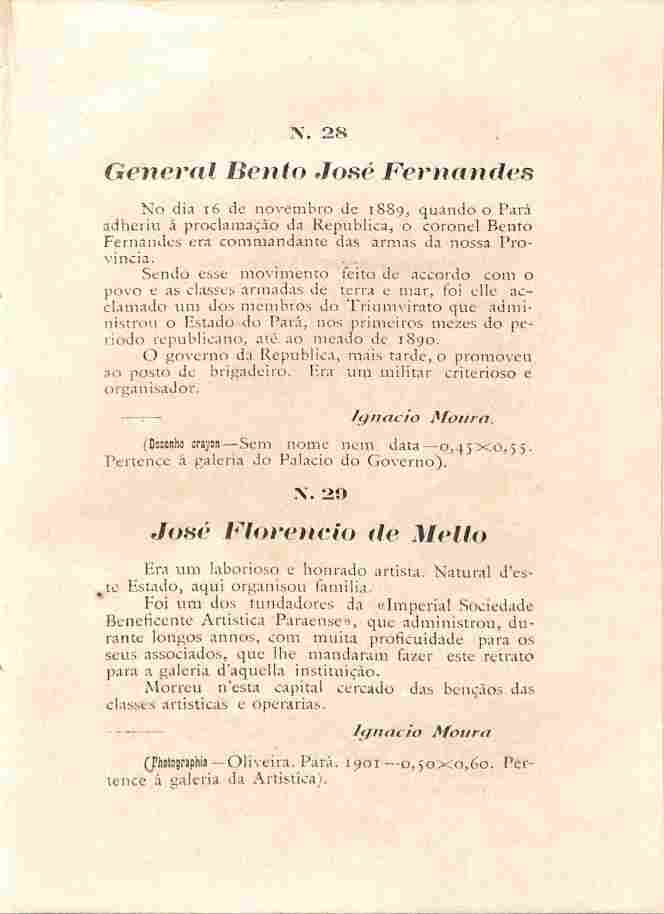 N. 28
General Bento José Fernandes
No dia 16 de novembro de 1889, quando o Pará
adheriu á proclamação da Republica, o coronel Bento
Fernandes era commandante das armas da nossa Pro-
vincia.
Sendo esse movimento feito de accordo com o
povo e as classes armadas de terra e mar, foi elle ac-
clamado um dos membros do Triumvirato que admi-
nistrou o Estado do Pará, nos primeiros mezes do pe-
riodo republicano, até ao meado de 1890.
O governo da Republica, mais tarde, o promoveu
ao posto de brigadeiro. Era um militar criterioso e
organisador.
Ignacio Moura.
(Dezenho crayon—Sem nome nem data—0,45×0,55.
Pertence á galeria do Palacio do Governo).
N. 29
José Florencio de Mello
Era um laborioso e honrado artista. Natural d'es-
te Estado, aqui organisou familia.
Foi um dos fundadores da «Imperial Sociedade
Beneficente Artistica Paraense», que administrou, du-
rante longos annos, com muita proficuidade para os
seus associados, que lhe mandaram fazer este retrato
para a galeria d'aquella instituição.
Morreu n'esta capital cercado das bençãos das
classes artisticas e operarias.
Ignacio Moura
(Photographia—Oliveira. Pará. 1901—0,50×0,60. Per-
tence á galeria da Artistica).